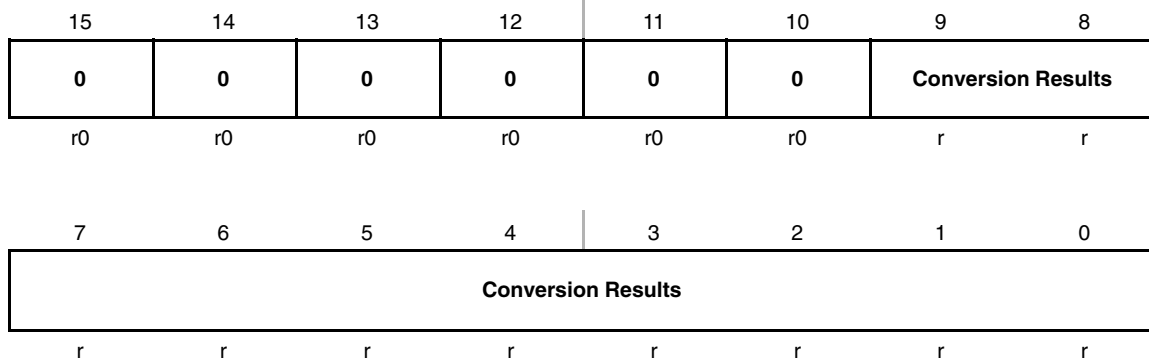 15 14 13 12 11 10 9 8
0 0 0 0 0 0 Conversion Results
r0 r0 r0 r0 r0 r0 r r
7 6 5 4 3 2 1 0
Conversion Results
r r r r r r r r